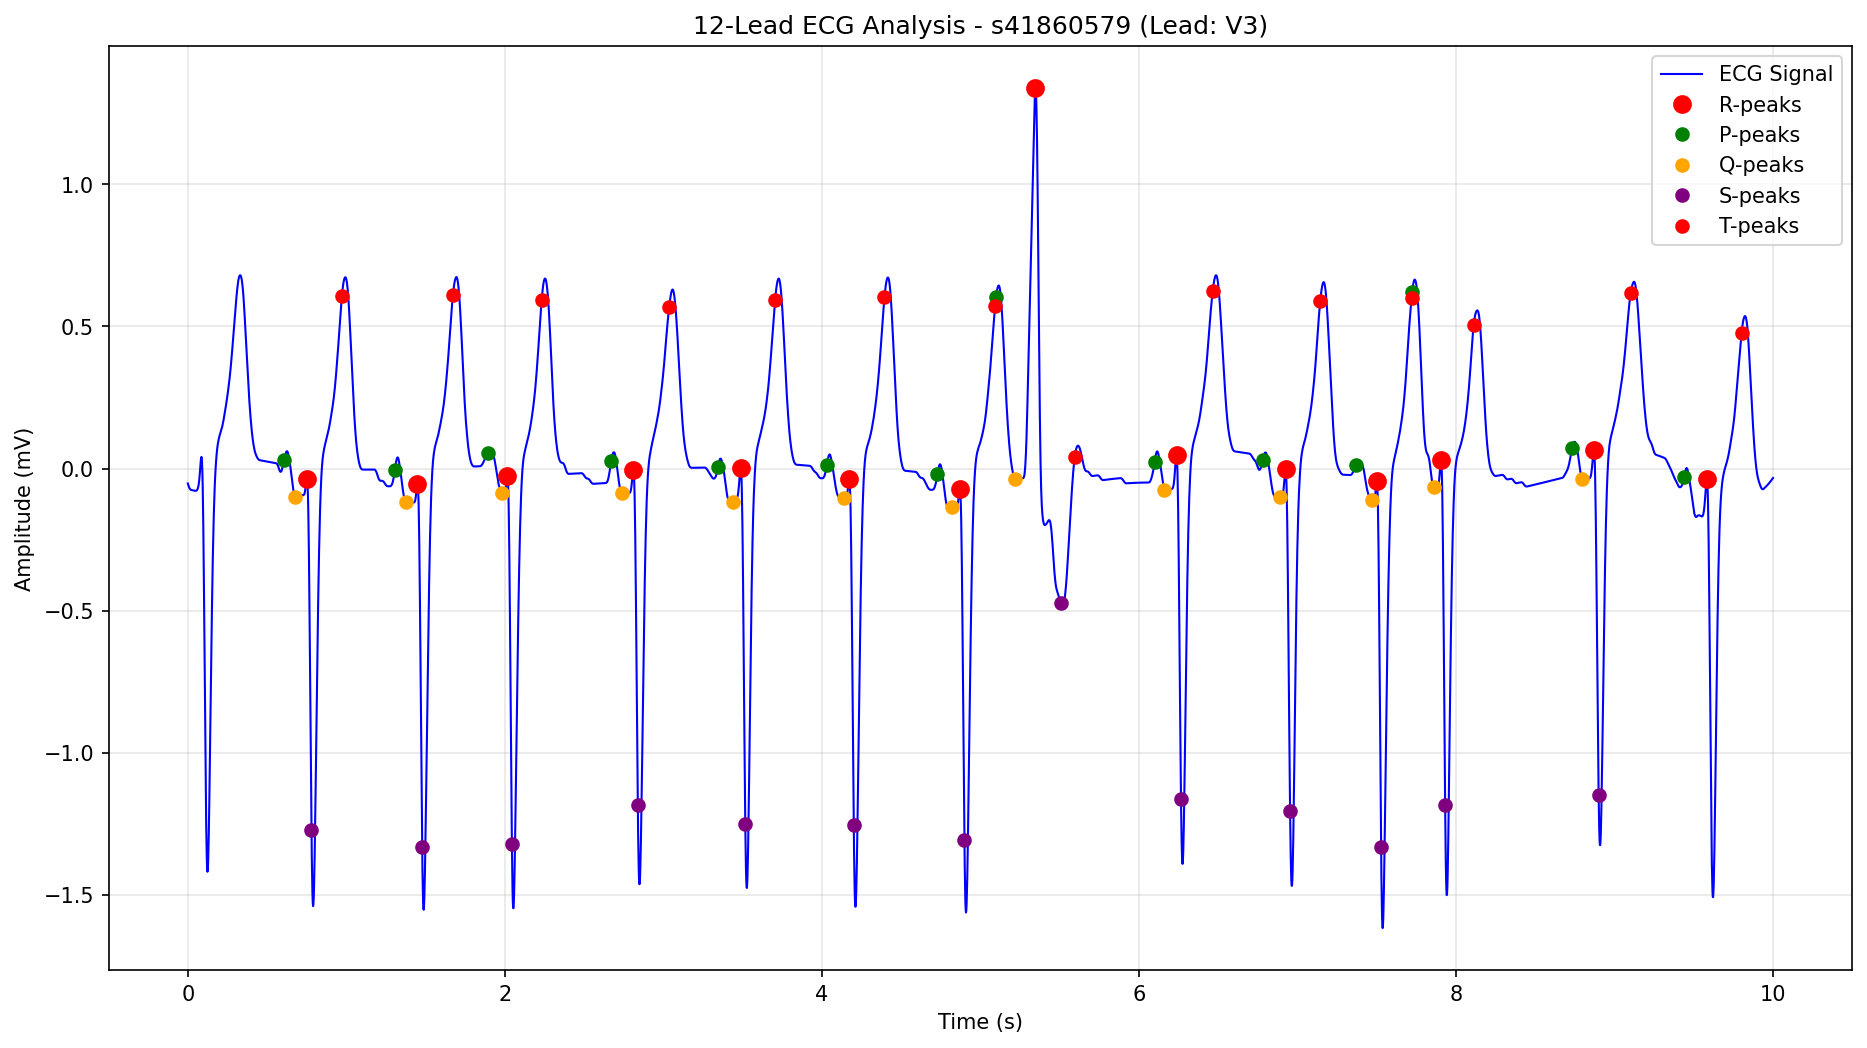 12-Lead ECG Analysis - s41860579 (Lead: V3)
ECG Signal
R-peaks
P-peaks
Q-peaks
S-peaks
T-peaks
Amplitude (mV)
1.0
0.5
0.0
−0.5
−1.0
−1.5
0
2
4
6
8
10
Time (s)